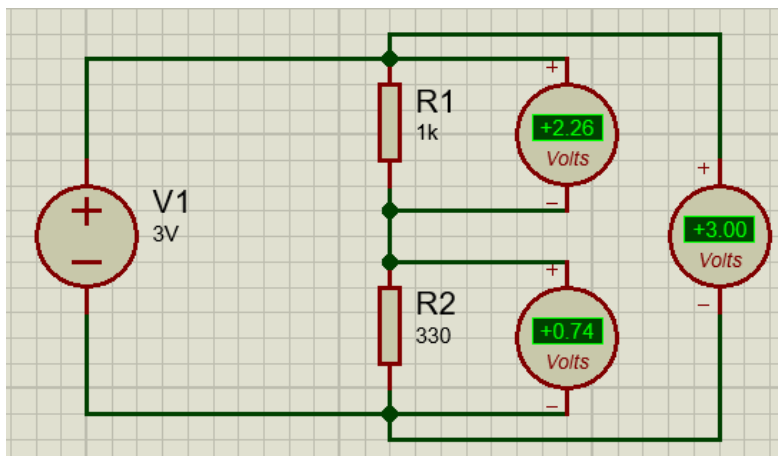 R1
1k
+
+2.26
Volts
−
V1
3V
+
−
+
+3.00
Volts
−
R2
330
+
+0.74
Volts
−